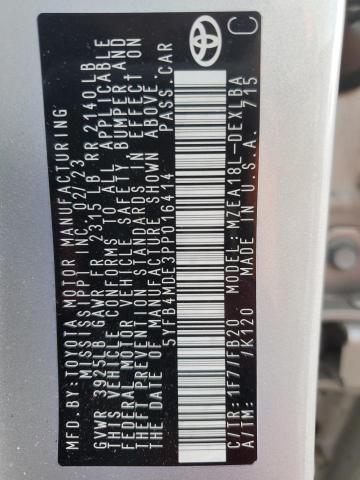 MFD.BY:TOYOTA MOTOR MANUFACTURING
MISSISSIPPI INC. 02/23
GVWR 3925LB GAWR FR 2315LB RR 2140LB
THIS VEHICLE CONFORMS TO ALL APPLICABLE
FEDERAL MOTOR VEHICLE SAFETY, BUMPER, AND
THEFT PREVENTION STANDARDS IN EFFECT ON
THE DATE OF MANUFACTURE SHOWN ABOVE.
5YFB4MDE3PP016414 PASS.CAR
C
TOYOTA
C/TR:1F7/FB20 MODEL:MZEA18L-DEXLBA
A/TM: /K120 MADE IN U.S.A. 715